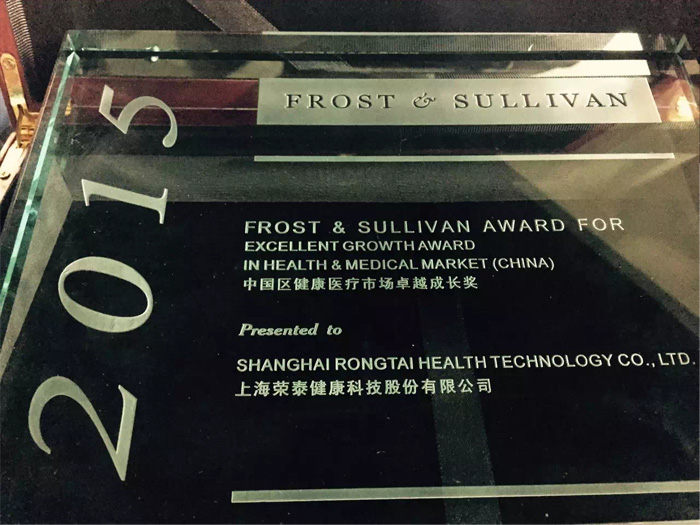 2015
FROST & SULLIVAN
FROST & SULLIVAN AWARD FOR
EXCELLENT GROWTH AWARD
IN HEALTH & MEDICAL MARKET (CHINA)
中国区健康医疗市场卓越成长奖
Presented to
SHANGHAI RONGTAI HEALTH TECHNOLOGY CO., LTD.
上海荣泰健康科技股份有限公司